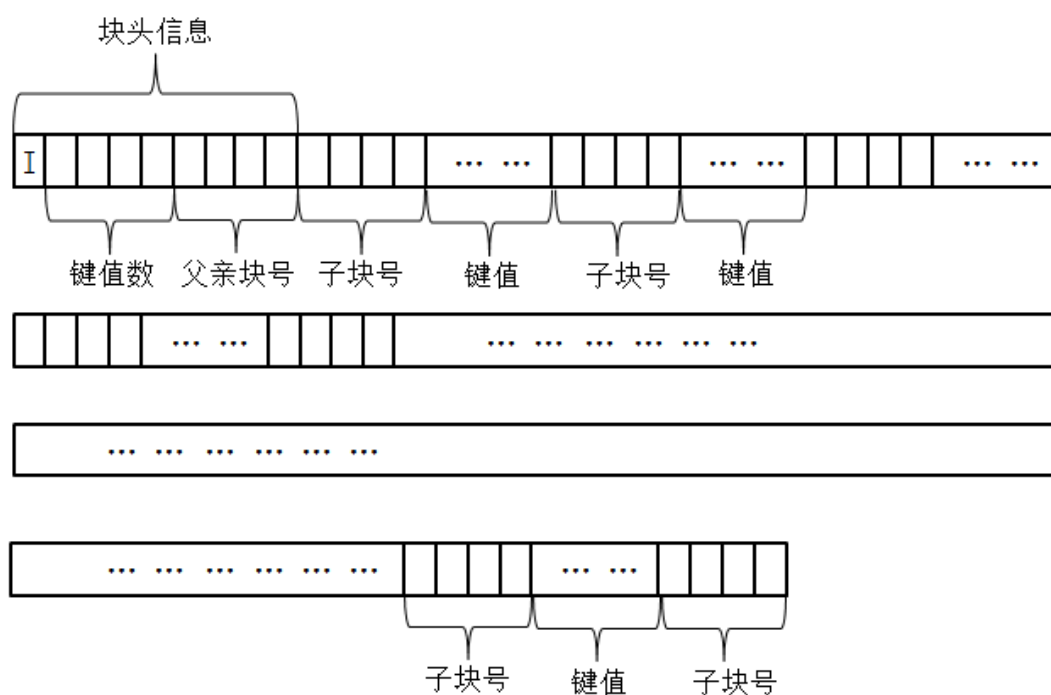 块头信息
I … … … … … …
键值数 父亲块号 子块号 键值 子块号 键值
… … … … … … … …
… … … … … …
… … … … … … … …
子块号 键值 子块号